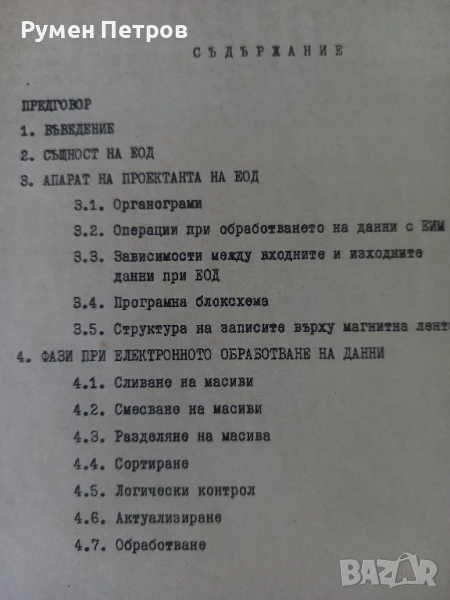 Румен Петров
СЪДЪРЖАНИЕ
ПРЕДГОВОР
1. ВЪВЕДЕНИЕ
2. СЪЩНОСТ НА ЕОД
3. АПАРАТ НА ПРОЕКТАНТА НА ЕОД
3.1. Органограми
3.2. Операции при обработването на данни с ЕИМ
3.3. Зависимости между входните и изходните
данни при ЕОД
3.4. Програмна блоксхема
3.5. Структура на записите върху магнитна лента
4. ФАЗИ ПРИ ЕЛЕКТРОННОТО ОБРАБОТВАНЕ НА ДАННИ
4.1. Сливане на масиви
4.2. Смесване на масиви
4.3. Разделяне на масива
4.4. Сортиране
4.5. Логически контрол
4.6. Актуализиране
4.7. Обработване
BAZAR